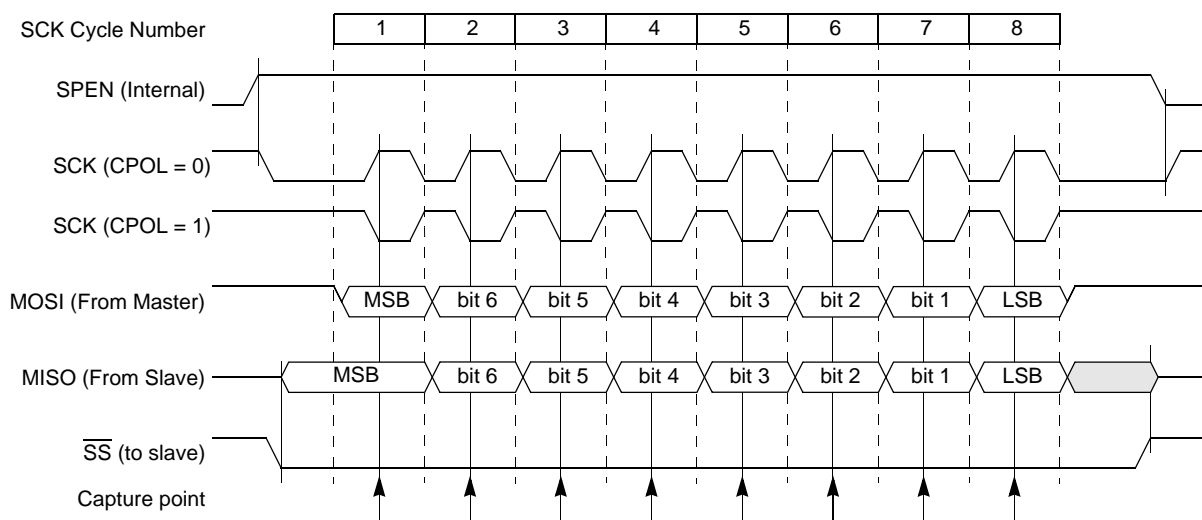 SCK Cycle Number 1 2 3 4 5 6 7 8
SPEN (Internal)
SCK (CPOL = 0)
SCK (CPOL = 1)
MOSI (From Master) MSB bit 6 bit 5 bit 4 bit 3 bit 2 bit 1 LSB
MISO (From Slave) MSB bit 6 bit 5 bit 4 bit 3 bit 2 bit 1 LSB
S̅S̅ (to slave)
Capture point